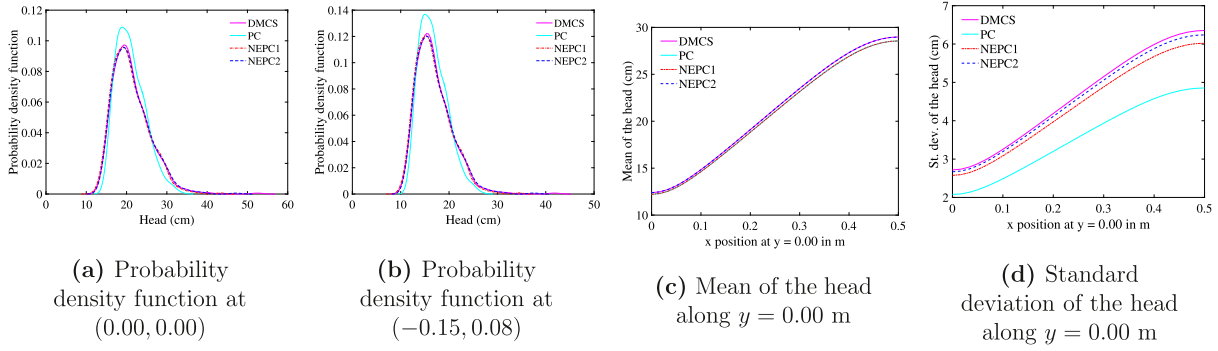 0.12
0.1
0.08
0.06
0.04
0.02
0
Probability density function
0 10 20 30 40 50 60
Head (cm)
DMCS
PC
NEPC1
NEPC2
(a) Probability
density function at
(0.00, 0.00)
0.14
0.12
0.1
0.08
0.06
0.04
0.02
0
Probability density function
0 10 20 30 40 50
Head (cm)
DMCS
PC
NEPC1
NEPC2
(b) Probability
density function at
(−0.15, 0.08)
30
25
20
15
10
Mean of the head (cm)
0 0.1 0.2 0.3 0.4 0.5
x position at y = 0.00 in m
DMCS
PC
NEPC1
NEPC2
(c) Mean of the head
along y = 0.00 m
7
6
5
4
3
2
St. dev. of the head (cm)
0 0.1 0.2 0.3 0.4 0.5
x position at y = 0.00 in m
DMCS
PC
NEPC1
NEPC2
(d) Standard
deviation of the head
along y = 0.00 m